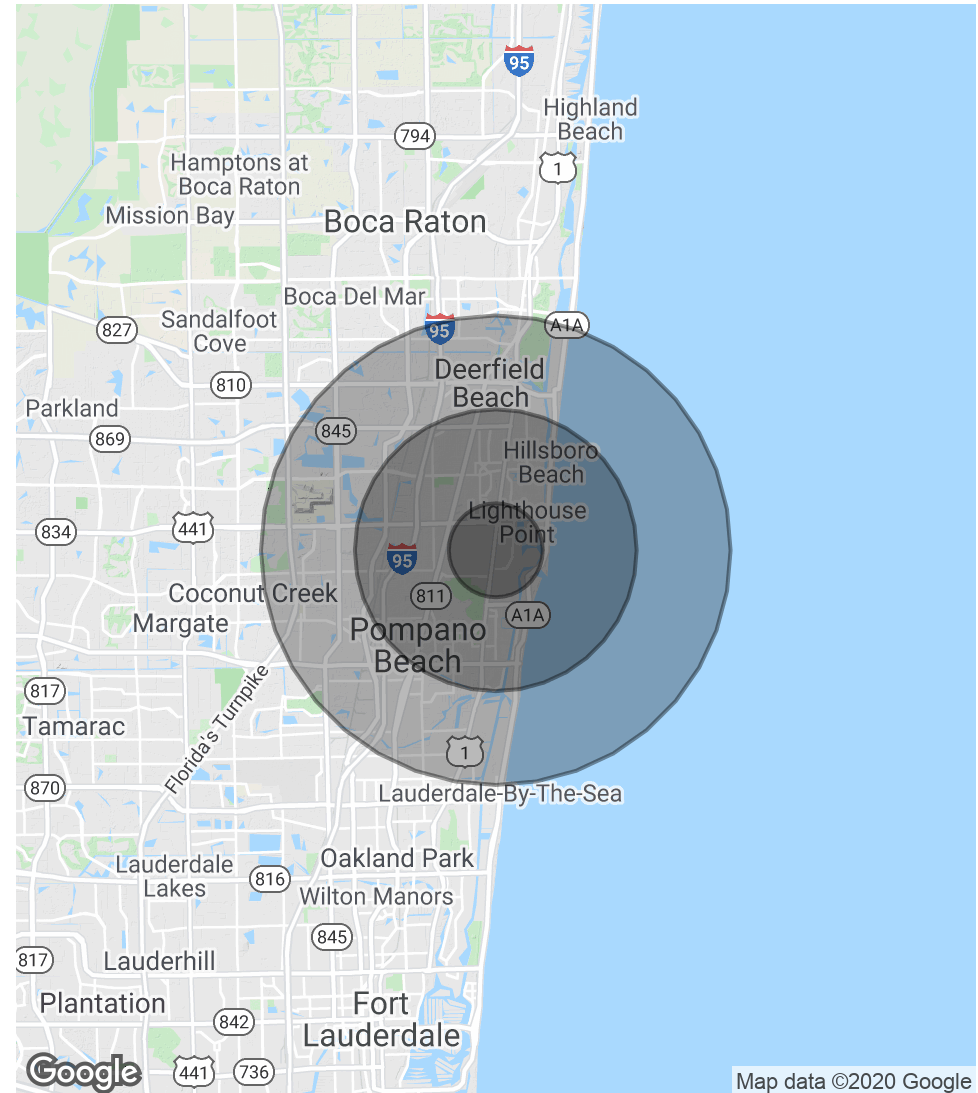 95
Highland
Beach
794
1
Hamptons at
Boca Raton
Mission Bay
Boca Raton
Boca Del Mar
Sandalfoot
Cove
827
95
A1A
Deerfield
Beach
810
Parkland
845
869
Hillsboro
Beach
Lighthouse
Point
834
441
95
Coconut Creek
811
A1A
Margate
Pompano
Beach
817
Florida's Turnpike
Tamarac
1
870
Lauderdale-By-The-Sea
Lauderdale
Lakes
Oakland Park
816
Wilton Manors
845
817
Lauderhill
Plantation
Fort
Lauderdale
842
Google
441
736
Map data ©2020 Google